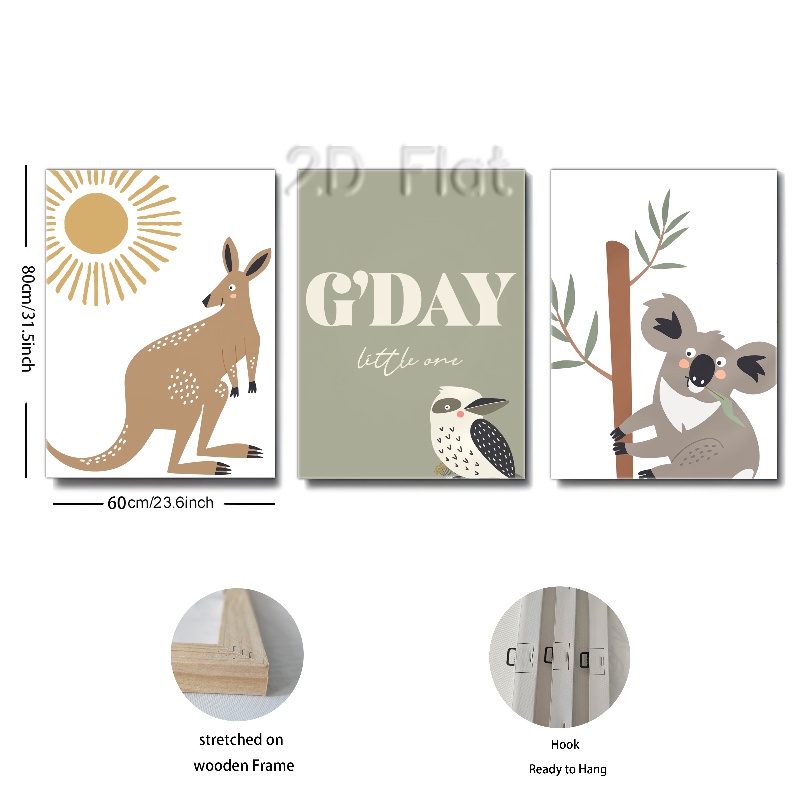 2D Flat
G'DAY
little one
80cm/31.5inch
60cm/23.6inch
stretched on
wooden Frame
Hook
Ready to Hang